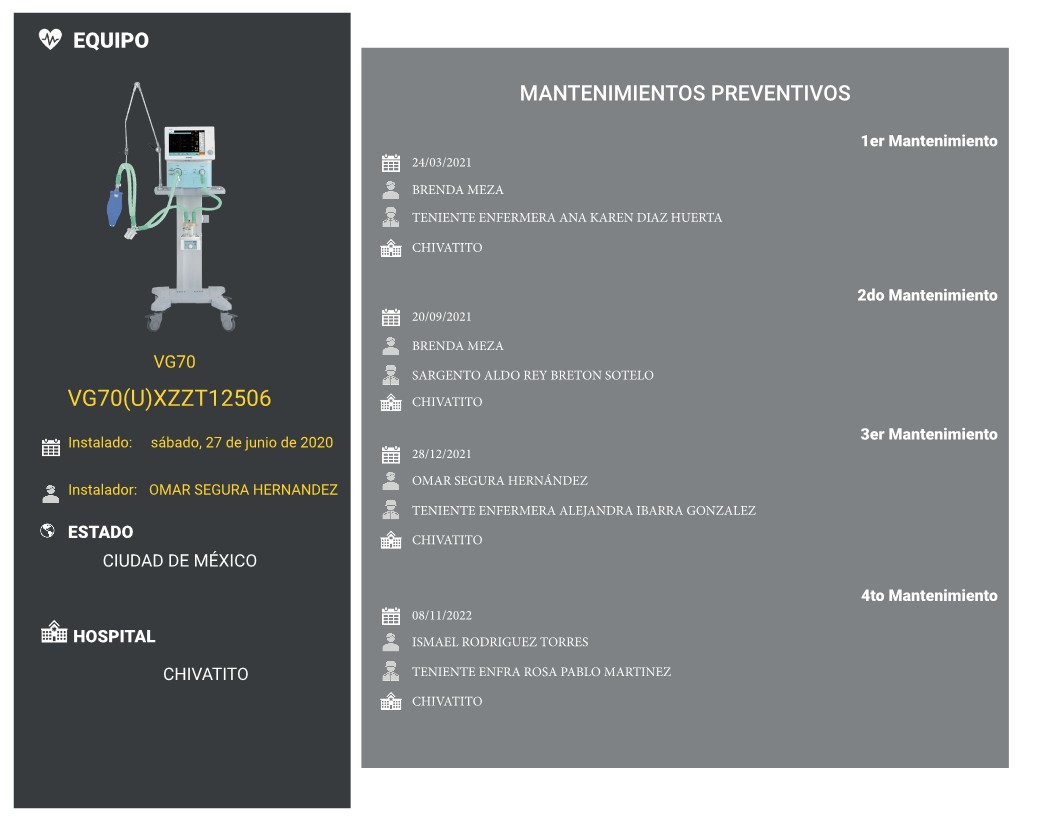 EQUIPO
VG70
VG70(U)XZZT12506
Instalado: sábado, 27 de junio de 2020
Instalador: OMAR SEGURA HERNANDEZ
ESTADO
CIUDAD DE MÉXICO
HOSPITAL
CHIVATITO
MANTENIMIENTOS PREVENTIVOS
1er Mantenimiento
24/03/2021
BRENDA MEZA
TENIENTE ENFERMERA ANA KAREN DIAZ HUERTA
CHIVATITO
2do Mantenimiento
20/09/2021
BRENDA MEZA
SARGENTO ALDO REY BRETON SOTELO
CHIVATITO
3er Mantenimiento
28/12/2021
OMAR SEGURA HERNÁNDEZ
TENIENTE ENFERMERA ALEJANDRA IBARRA GONZALEZ
CHIVATITO
4to Mantenimiento
08/11/2022
ISMAEL RODRIGUEZ TORRES
TENIENTE ENFRA ROSA PABLO MARTINEZ
CHIVATITO